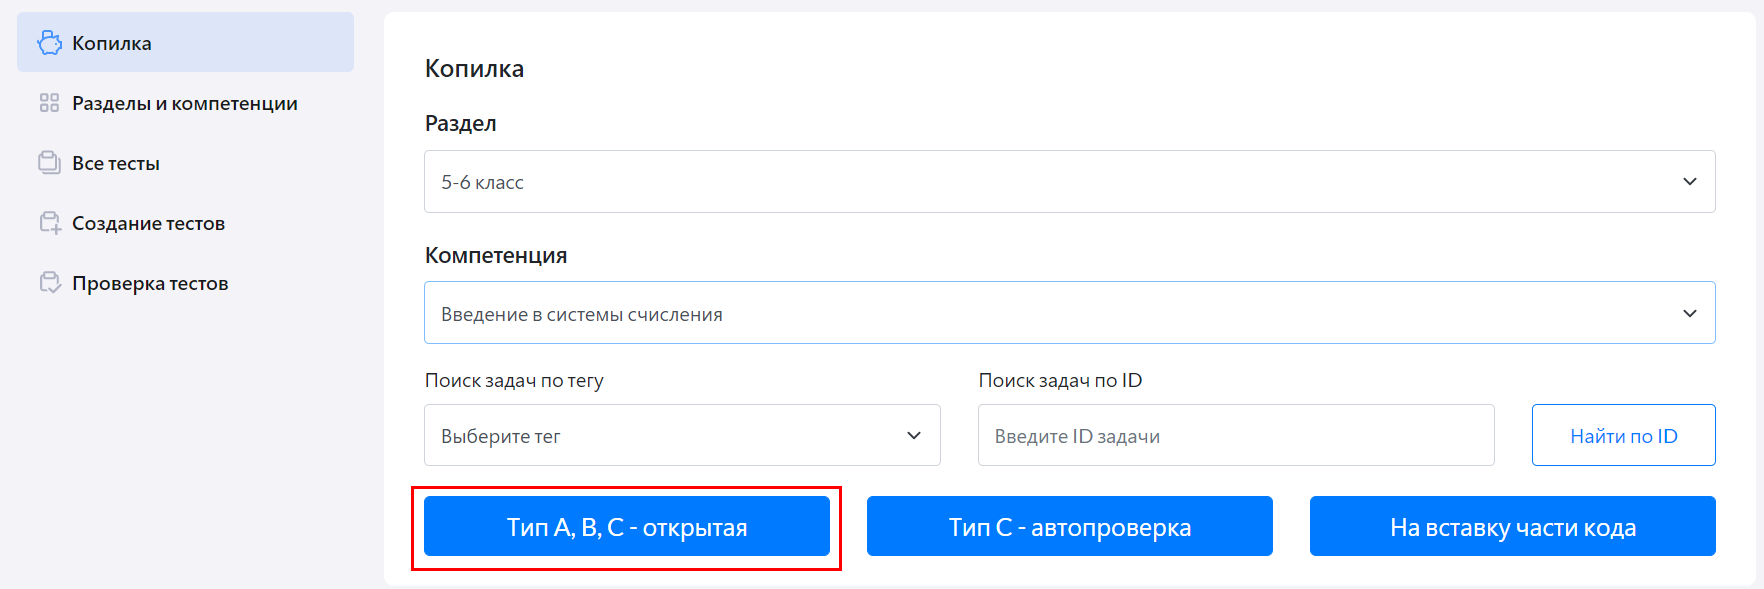 Копилка
Разделы и компетенции
Все тесты
Создание тестов
Проверка тестов
Копилка
Раздел
5-6 класс
Компетенция
Введение в системы счисления
Поиск задач по тегу
Поиск задач по ID
Выберите тег
Введите ID задачи
Найти по ID
Тип А, В, С - открытая
Тип С - автопроверка
На вставку части кода